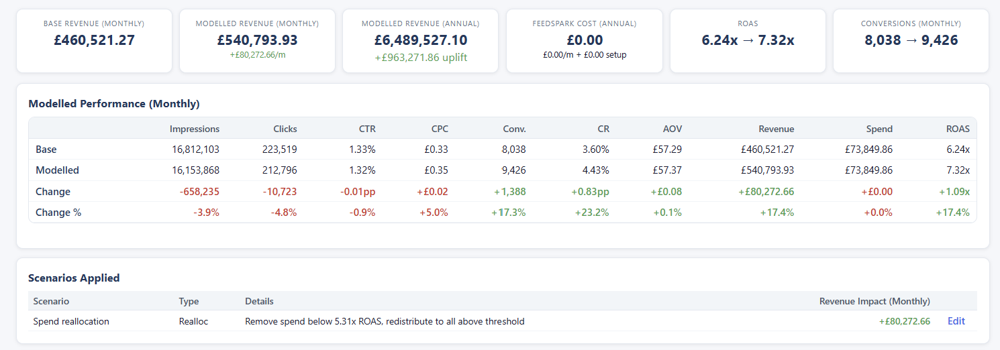 BASE REVENUE (MONTHLY)
£460,521.27
MODELLED REVENUE (MONTHLY)
£540,793.93
+£80,272.66/m
MODELLED REVENUE (ANNUAL)
£6,489,527.10
+£963,271.86 uplift
FEEDSPARK COST (ANNUAL)
£0.00
£0.00/m + £0.00 setup
ROAS
6.24x → 7.32x
CONVERSIONS (MONTHLY)
8,038 → 9,426
Modelled Performance (Monthly)
Impressions Clicks CTR CPC Conv. CR AOV Revenue Spend ROAS
Base 16,812,103 223,519 1.33% £0.33 8,038 3.60% £57.29 £460,521.27 £73,849.86 6.24x
Modelled 16,153,868 212,796 1.32% £0.35 9,426 4.43% £57.37 £540,793.93 £73,849.86 7.32x
Change -658,235 -10,723 -0.01pp +£0.02 +1,388 +0.83pp +£0.08 +£80,272.66 +£0.00 +1.09x
Change % -3.9% -4.8% -0.9% +5.0% +17.3% +23.2% +0.1% +17.4% +0.0% +17.4%
Scenarios Applied
Scenario Type Details Revenue Impact (Monthly)
Spend reallocation Realloc Remove spend below 5.31x ROAS, redistribute to all above threshold +£80,272.66 Edit